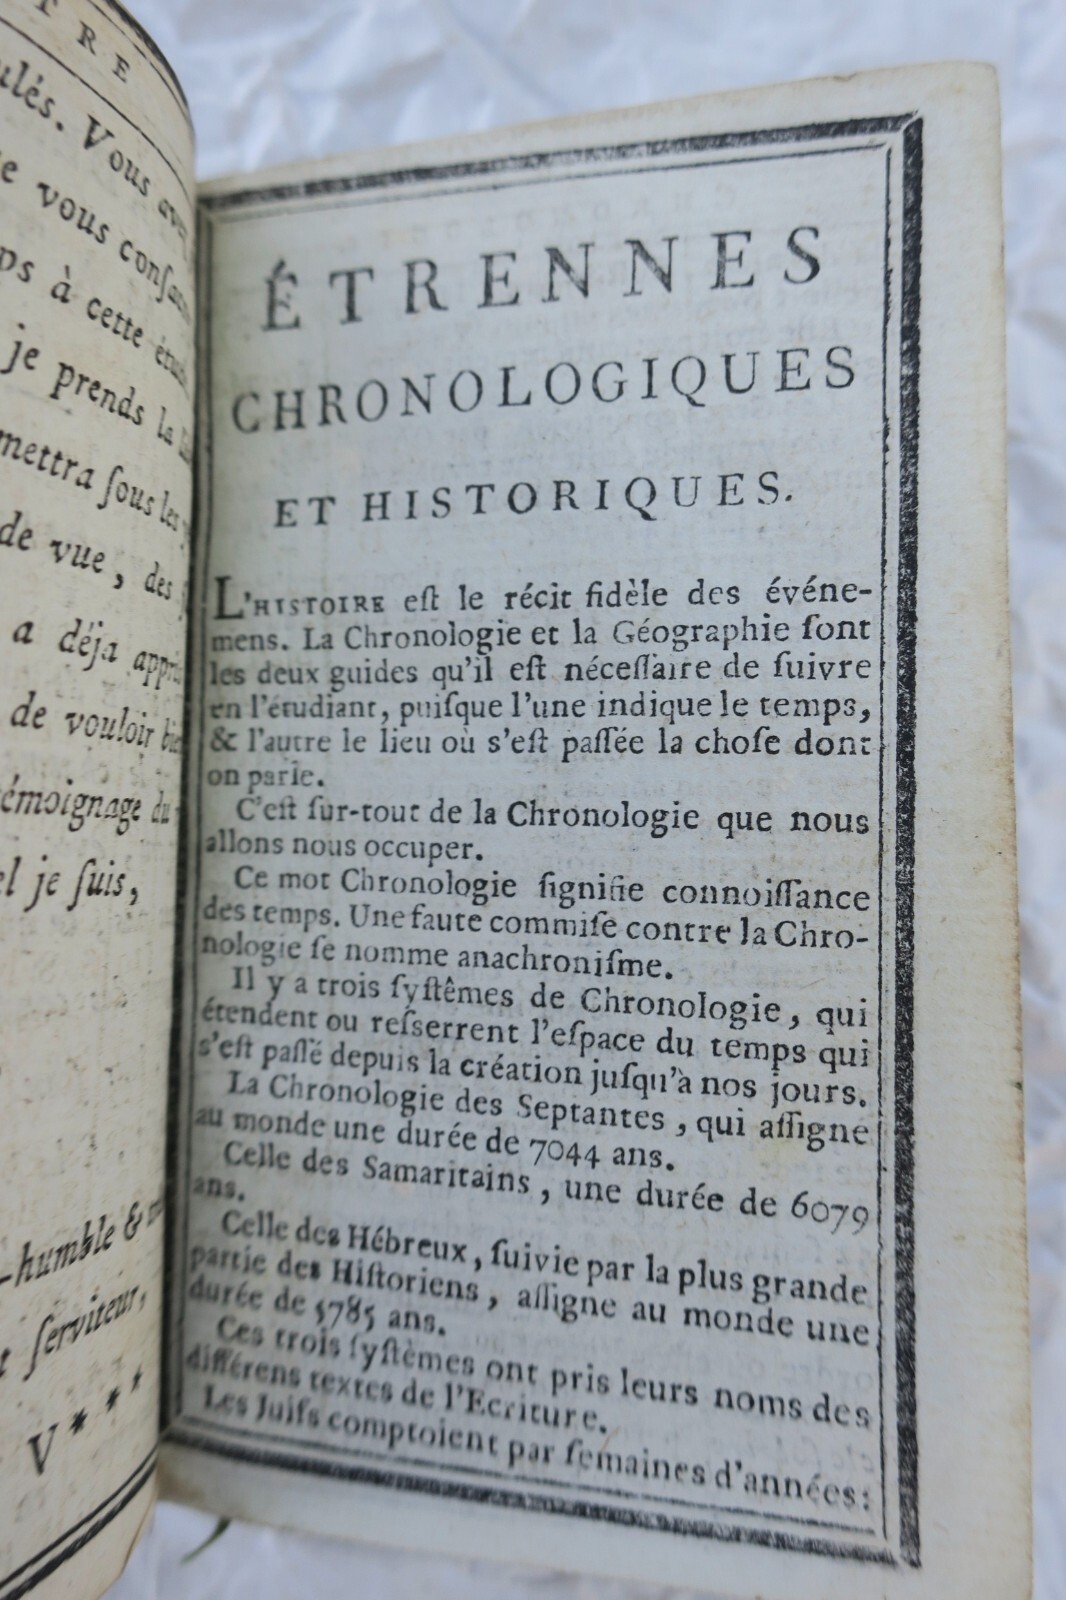 TRE
ulés. Vous
e vous
ps à cette
je prends la
mettra ſous les
de vue, des
a déja
de vouloir
émoignage du
el je ſuis,
-humble &
ſerviteur,
V***
ÉTRENNES
CHRONOLOGIQUES
ET HISTORIQUES.
L'HISTOIRE eſt le récit fidèle des événe-
mens. La Chronologie et la Géographie ſont
les deux guides qu'il eſt néceſſaire de ſuivre
en l'étudiant, puiſque l'une indique le temps,
& l'autre le lieu où s'eſt paſſée la choſe dont
on parle.
C'eſt ſur-tout de la Chronologie que nous
allons nous occuper.
Ce mot Chronologie ſignifie connoiſſance
des temps. Une faute commiſe contre la Chro-
nologie ſe nomme anachroniſme.
Il y a trois ſyſtêmes de Chronologie, qui
étendent ou reſserrent l'eſpace du temps qui
s'eſt paſſé depuis la création juſqu'à nos jours.
La Chronologie des Septantes, qui aſſigne
au monde une durée de 7044 ans.
Celle des Samaritains, une durée de 6079
ans.
Celle des Hébreux, ſuivie par la plus grande
partie des Hiſtoriens, aſſigne au monde une
durée de 5785 ans.
Ces trois ſyſtêmes ont pris leurs noms des
différens textes de l'Ecriture.
Les Juifs comptoient par ſemaines d'années: